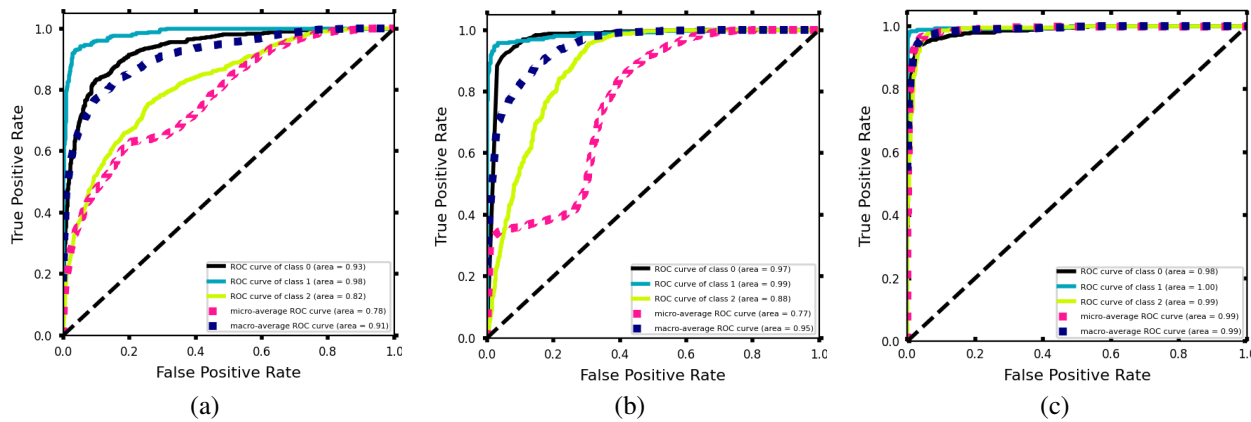 1.0
0.8
0.6
0.4
0.2
0.0
True Positive Rate
ROC curve of class 0 (area = 0.93)
ROC curve of class 1 (area = 0.98)
ROC curve of class 2 (area = 0.82)
micro-average ROC curve (area = 0.78)
macro-average ROC curve (area = 0.91)
0.0 0.2 0.4 0.6 0.8 1.0
False Positive Rate
(a)
1.0
0.8
0.6
0.4
0.2
0.0
True Positive Rate
ROC curve of class 0 (area = 0.97)
ROC curve of class 1 (area = 0.99)
ROC curve of class 2 (area = 0.88)
micro-average ROC curve (area = 0.77)
macro-average ROC curve (area = 0.95)
0.0 0.2 0.4 0.6 0.8 1.0
False Positive Rate
(b)
1.0
0.8
0.6
0.4
0.2
0.0
True Positive Rate
ROC curve of class 0 (area = 0.98)
ROC curve of class 1 (area = 1.00)
ROC curve of class 2 (area = 0.99)
micro-average ROC curve (area = 0.99)
macro-average ROC curve (area = 0.99)
0.0 0.2 0.4 0.6 0.8 1.0
False Positive Rate
(c)